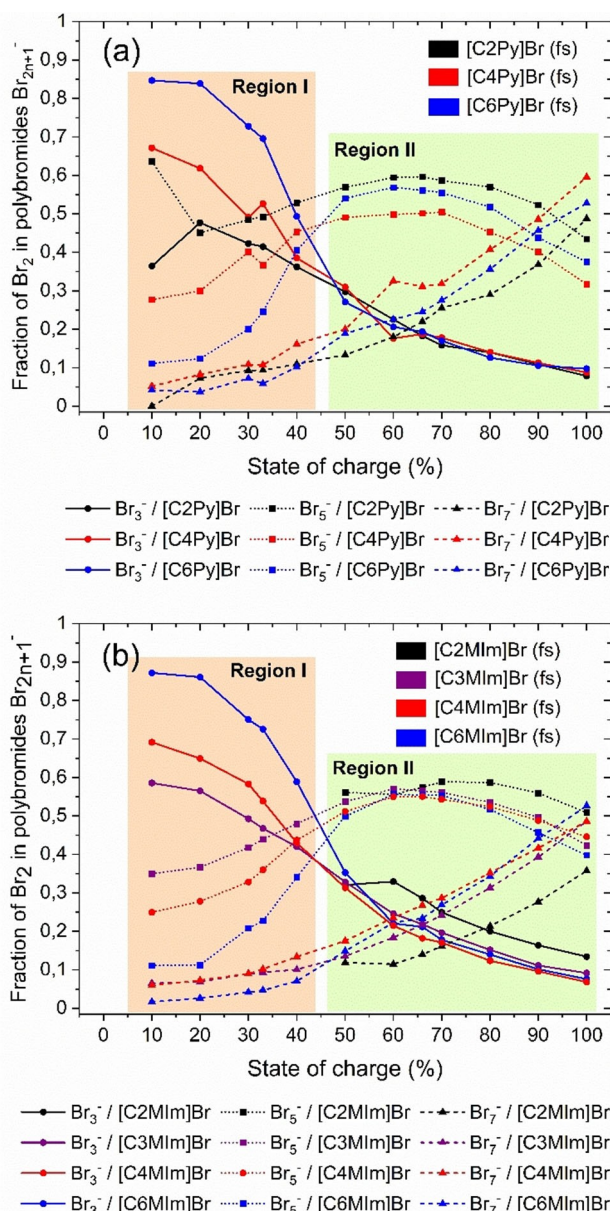 (a)
Region I
Region II
[C2Py]Br (fs)
[C4Py]Br (fs)
[C6Py]Br (fs)
Fraction of Br₂ in polybromides Br₂ₙ₊₁⁻
1
0,9
0,8
0,7
0,6
0,5
0,4
0,3
0,2
0,1
0
0 10 20 30 40 50 60 70 80 90 100
State of charge (%)
Br₃⁻ / [C2Py]Br Br₅⁻ / [C2Py]Br Br₇⁻ / [C2Py]Br
Br₃⁻ / [C4Py]Br Br₅⁻ / [C4Py]Br Br₇⁻ / [C4Py]Br
Br₃⁻ / [C6Py]Br Br₅⁻ / [C6Py]Br Br₇⁻ / [C6Py]Br
(b)
Region I
Region II
[C2MIm]Br (fs)
[C3MIm]Br (fs)
[C4MIm]Br (fs)
[C6MIm]Br (fs)
Fraction of Br₂ in polybromides Br₂ₙ₊₁⁻
1
0,9
0,8
0,7
0,6
0,5
0,4
0,3
0,2
0,1
0
0 10 20 30 40 50 60 70 80 90 100
State of charge (%)
Br₃⁻ / [C2MIm]Br Br₅⁻ / [C2MIm]Br Br₇⁻ / [C2MIm]Br
Br₃⁻ / [C3MIm]Br Br₅⁻ / [C3MIm]Br Br₇⁻ / [C3MIm]Br
Br₃⁻ / [C4MIm]Br Br₅⁻ / [C4MIm]Br Br₇⁻ / [C4MIm]Br
Br₃⁻ / [C6MIm]Br Br₅⁻ / [C6MIm]Br Br₇⁻ / [C6MIm]Br